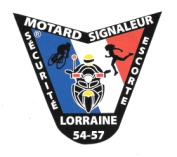 MOTARD SIGNALEUR
SÉCURITÉ
ESCORTE
®
LORRAINE
54-57